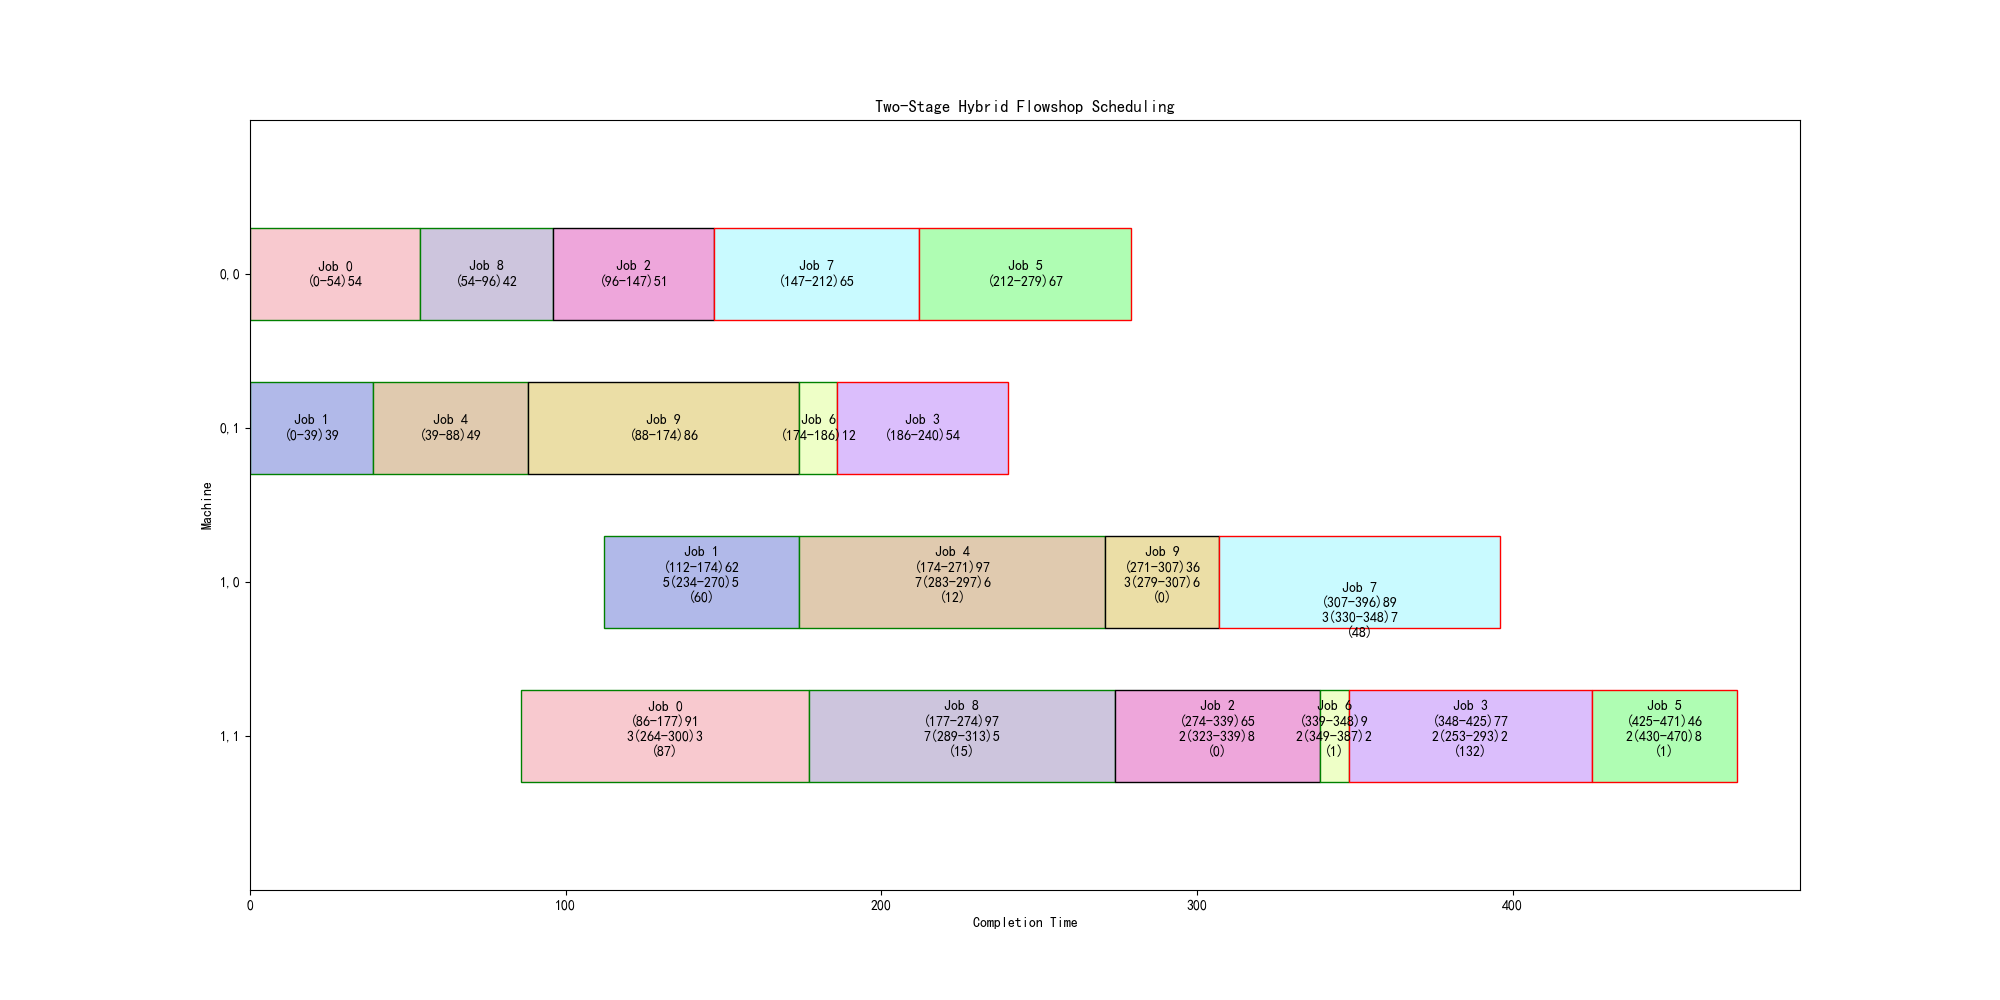 Two-Stage Hybrid Flowshop Scheduling
Machine
0,0
Job 0
(0-54)54
Job 8
(54-96)42
Job 2
(96-147)51
Job 7
(147-212)65
Job 5
(212-279)67
0,1
Job 1
(0-39)39
Job 4
(39-88)49
Job 9
(88-174)86
Job 6
(174-186)12
Job 3
(186-240)54
1,0
Job 1
(112-174)62
5(234-270)5
(60)
Job 4
(174-271)97
7(283-297)6
(12)
Job 9
(271-307)36
3(279-307)6
(0)
Job 7
(307-396)89
3(330-348)7
(48)
1,1
Job 0
(86-177)91
3(264-300)3
(87)
Job 8
(177-274)97
7(289-313)5
(15)
Job 2
(274-339)65
2(323-339)8
(0)
Job 6
(339-348)9
2(349-387)2
(1)
Job 3
(348-425)77
2(253-293)2
(132)
Job 5
(425-471)46
2(430-470)8
(1)
0
100
200
300
400
Completion Time